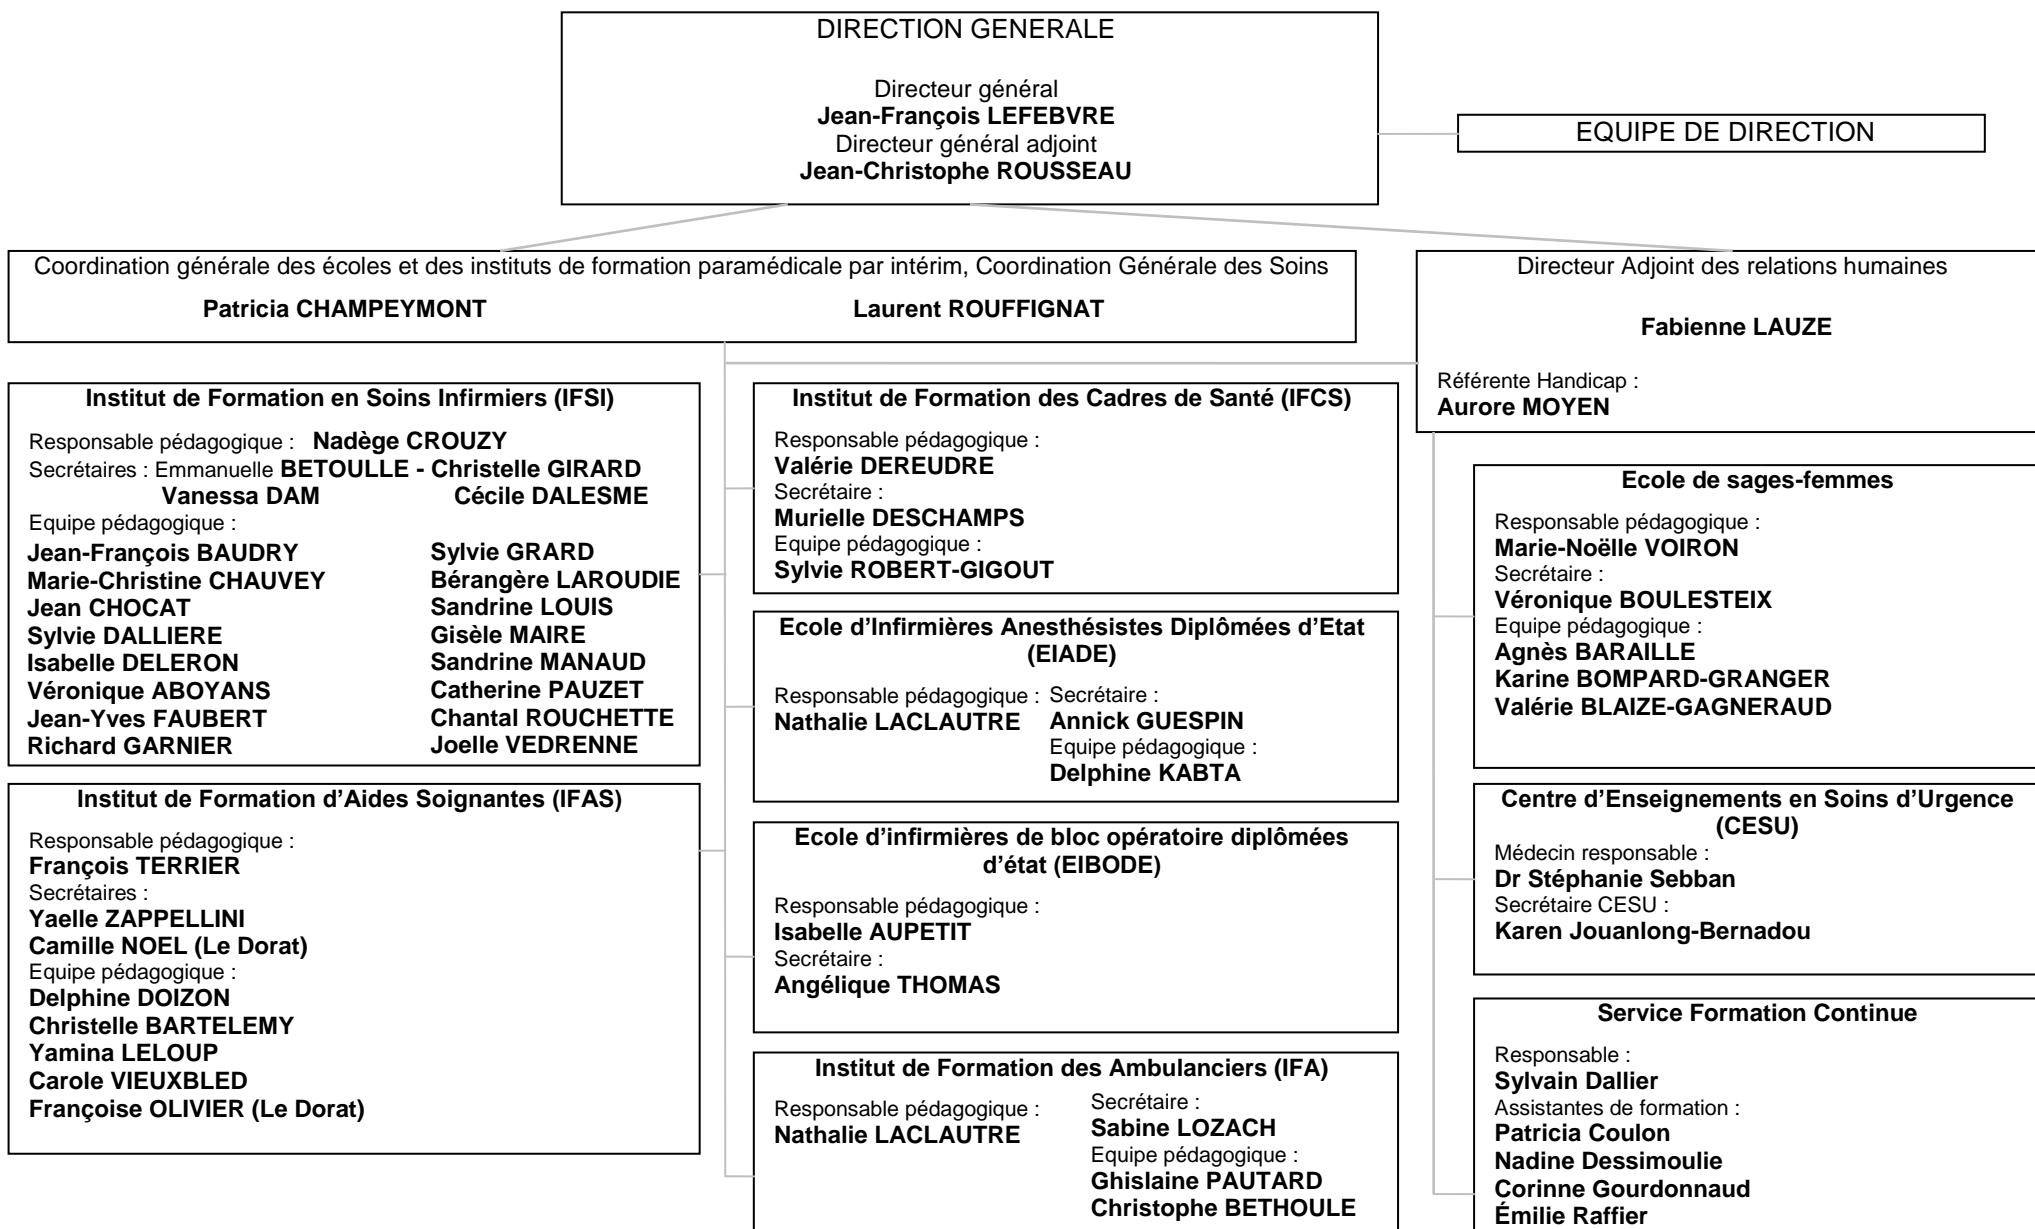 DIRECTION GENERALE
Directeur général
Jean-François LEFEBVRE
Directeur général adjoint
Jean-Christophe ROUSSEAU
EQUIPE DE DIRECTION
Coordination générale des écoles et des instituts de formation paramédicale par intérim, Coordination Générale des Soins
Patricia CHAMPEYMONT Laurent ROUFFIGNAT
Directeur Adjoint des relations humaines
Fabienne LAUZE
Référente Handicap :
Aurore MOYEN
Institut de Formation en Soins Infirmiers (IFSI)
Responsable pédagogique : Nadège CROUZY
Secrétaires : Emmanuelle BETOULLE - Christelle GIRARD
Vanessa DAM Cécile DALESME
Equipe pédagogique :
Jean-François BAUDRY Sylvie GRARD
Marie-Christine CHAUVEY Bérangère LAROUDIE
Jean CHOCAT Sandrine LOUIS
Sylvie DALLIERE Gisèle MAIRE
Isabelle DELERON Sandrine MANAUD
Véronique ABOYANS Catherine PAUZET
Jean-Yves FAUBERT Chantal ROUCHETTE
Richard GARNIER Joelle VEDRENNE
Institut de Formation d’Aides Soignantes (IFAS)
Responsable pédagogique :
François TERRIER
Secrétaires :
Yaelle ZAPPELLINI
Camille NOEL (Le Dorat)
Equipe pédagogique :
Delphine DOIZON
Christelle BARTELEMY
Yamina LELOUP
Carole VIEUXBLED
Françoise OLIVIER (Le Dorat)
Institut de Formation des Cadres de Santé (IFCS)
Responsable pédagogique :
Valérie DEREUDRE
Secrétaire :
Murielle DESCHAMPS
Equipe pédagogique :
Sylvie ROBERT-GIGOUT
Ecole d’Infirmières Anesthésistes Diplômées d’Etat
(EIADE)
Responsable pédagogique :
Nathalie LACLAUTRE
Secrétaire :
Annick GUESPIN
Equipe pédagogique :
Delphine KABTA
Ecole d’infirmières de bloc opératoire diplômées
d’état (EIBODE)
Responsable pédagogique :
Isabelle AUPETIT
Secrétaire :
Angélique THOMAS
Institut de Formation des Ambulanciers (IFA)
Responsable pédagogique :
Nathalie LACLAUTRE
Secrétaire :
Sabine LOZACH
Equipe pédagogique :
Ghislaine PAUTARD
Christophe BETHOULE
Ecole de sages-femmes
Responsable pédagogique :
Marie-Noëlle VOIRON
Secrétaire :
Véronique BOULESTEIX
Equipe pédagogique :
Agnès BARAILLE
Karine BOMPARD-GRANGER
Valérie BLAIZE-GAGNERAUD
Centre d’Enseignements en Soins d’Urgence
(CESU)
Médecin responsable :
Dr Stéphanie Sebban
Secrétaire CESU :
Karen Jouanlong-Bernadou
Service Formation Continue
Responsable :
Sylvain Dallier
Assistantes de formation :
Patricia Coulon
Nadine Dessimoulie
Corinne Gourdonnaud
Émilie Raffier